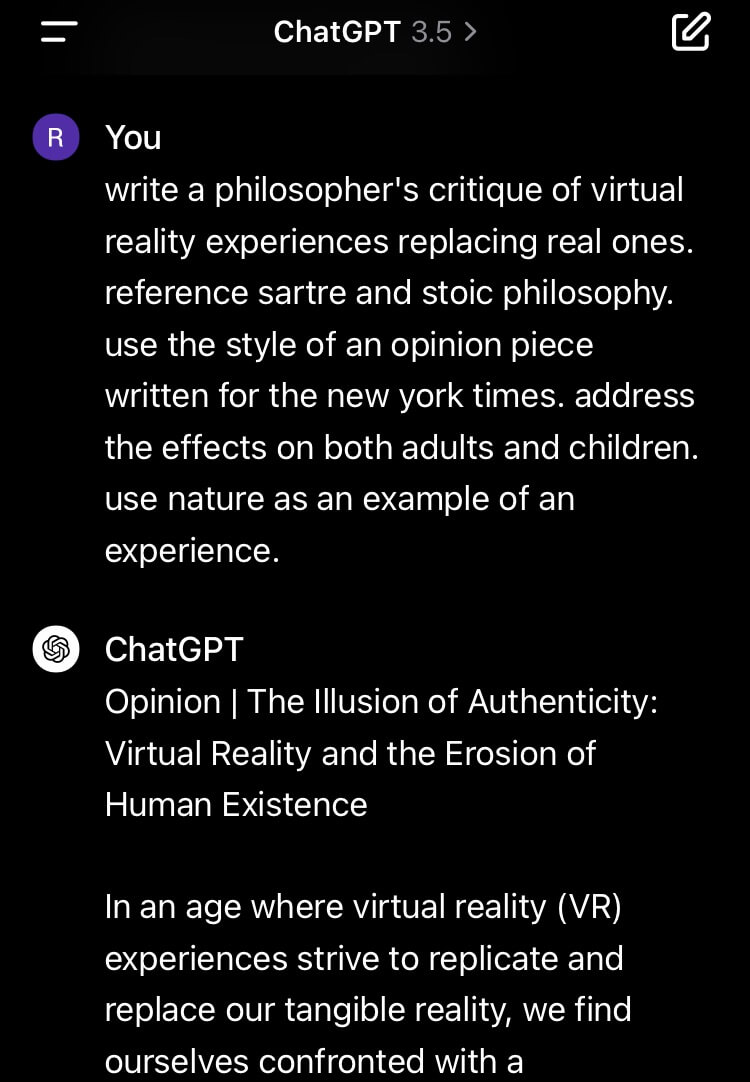 ChatGPT 3.5 >
R You
write a philosopher's critique of virtual
reality experiences replacing real ones.
reference sartre and stoic philosophy.
use the style of an opinion piece
written for the new york times. address
the effects on both adults and children.
use nature as an example of an
experience.
ChatGPT
Opinion | The Illusion of Authenticity:
Virtual Reality and the Erosion of
Human Existence
In an age where virtual reality (VR)
experiences strive to replicate and
replace our tangible reality, we find
ourselves confronted with a